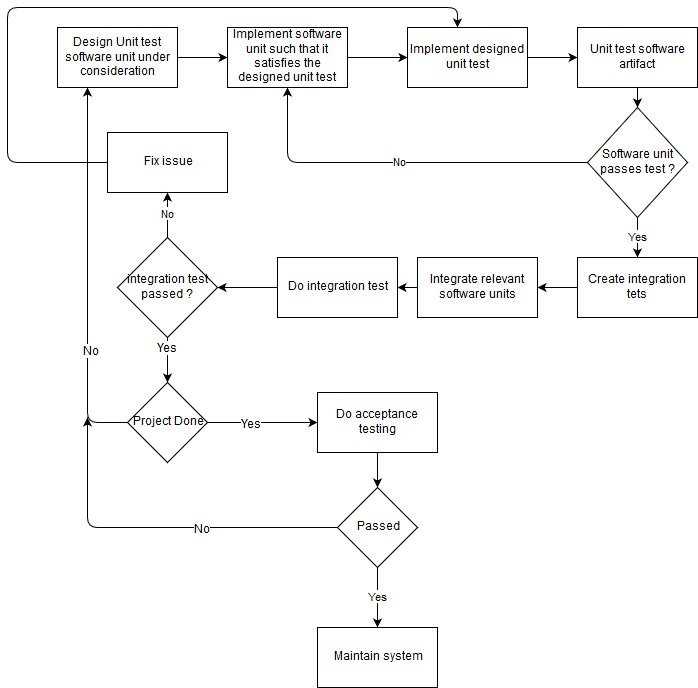 Design Unit test
software unit under
consideration
Implement software
unit such that it
satisfies the
designed unit test
Implement designed
unit test
Unit test software
artifact
Fix issue
No
Software unit
passes test ?
No
Yes
integration test
passed ?
Do integration test
Integrate relevant
software units
Create integration
tets
No
Yes
Project Done
Yes
Do acceptance
testing
No
Passed
Yes
Maintain system